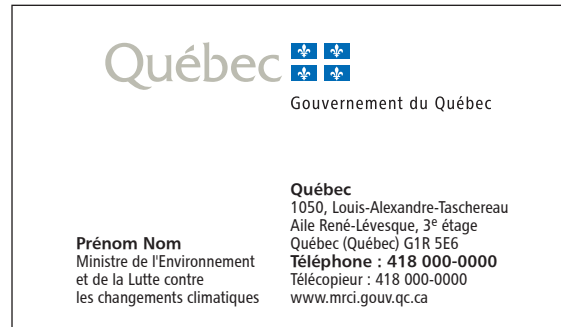 Québec
Gouvernement du Québec
Prénom Nom
Ministre de l'Environnement
et de la Lutte contre
les changements climatiques
Québec
1050, Louis-Alexandre-Taschereau
Aile René-Lévesque, 3e étage
Québec (Québec) G1R 5E6
Téléphone : 418 000-0000
Télécopieur : 418 000-0000
www.mrci.gouv.qc.ca